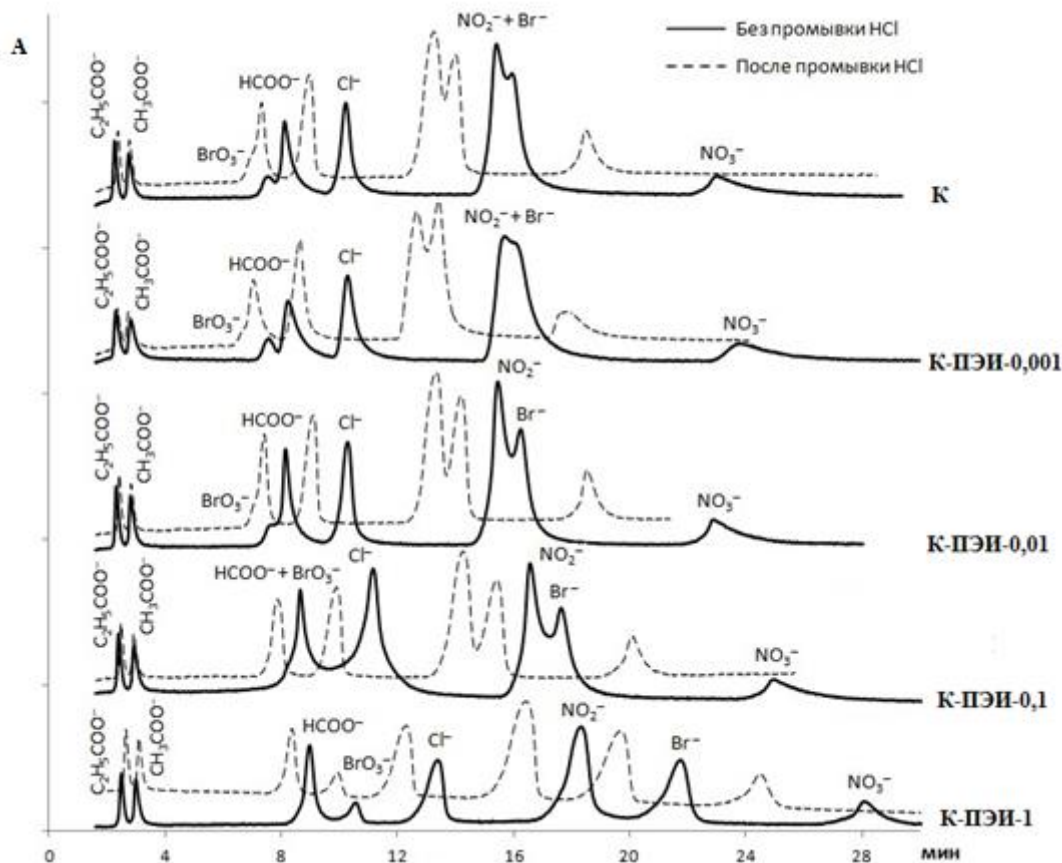 А
NO₂⁻ + Br⁻
Без промывки HCl
После промывки HCl
C₂H₅COO⁻
CH₃COO⁻
HCOO⁻
Cl⁻
BrO₃⁻
NO₃⁻
К
C₂H₅COO⁻
CH₃COO⁻
NO₂⁻ + Br⁻
HCOO⁻
Cl⁻
BrO₃⁻
NO₃⁻
К-ПЭИ-0,001
C₂H₅COO⁻
CH₃COO⁻
HCOO⁻
Cl⁻
NO₂⁻
Br⁻
BrO₃⁻
NO₃⁻
К-ПЭИ-0,01
C₂H₅COO⁻
CH₃COO⁻
HCOO⁻ + BrO₃⁻
Cl⁻
NO₂⁻
Br⁻
NO₃⁻
К-ПЭИ-0,1
C₂H₅COO⁻
CH₃COO⁻
HCOO⁻
BrO₃⁻
Cl⁻
NO₂⁻
Br⁻
NO₃⁻
К-ПЭИ-1
0 4 8 12 16 20 24 28 мин